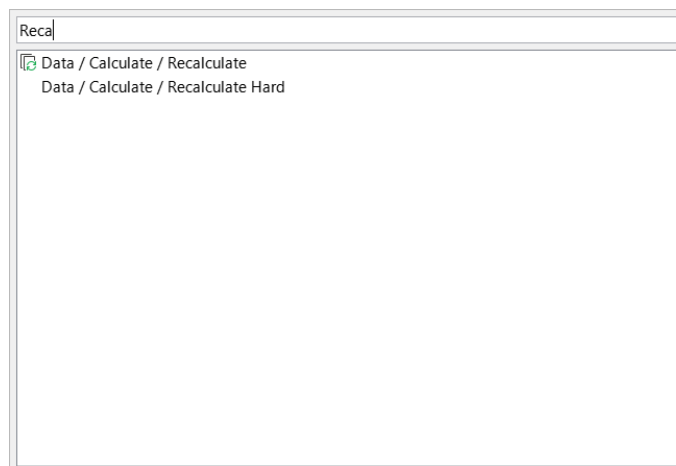 Reca
Data / Calculate / Recalculate
Data / Calculate / Recalculate Hard